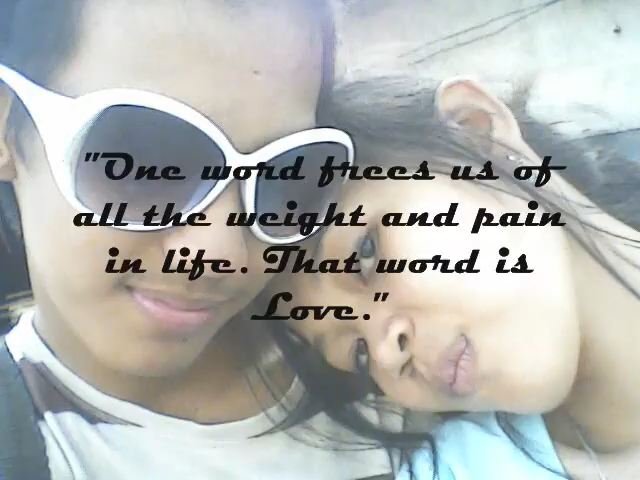 "One word frees us of
all the weight and pain
in life. That word is
Love."